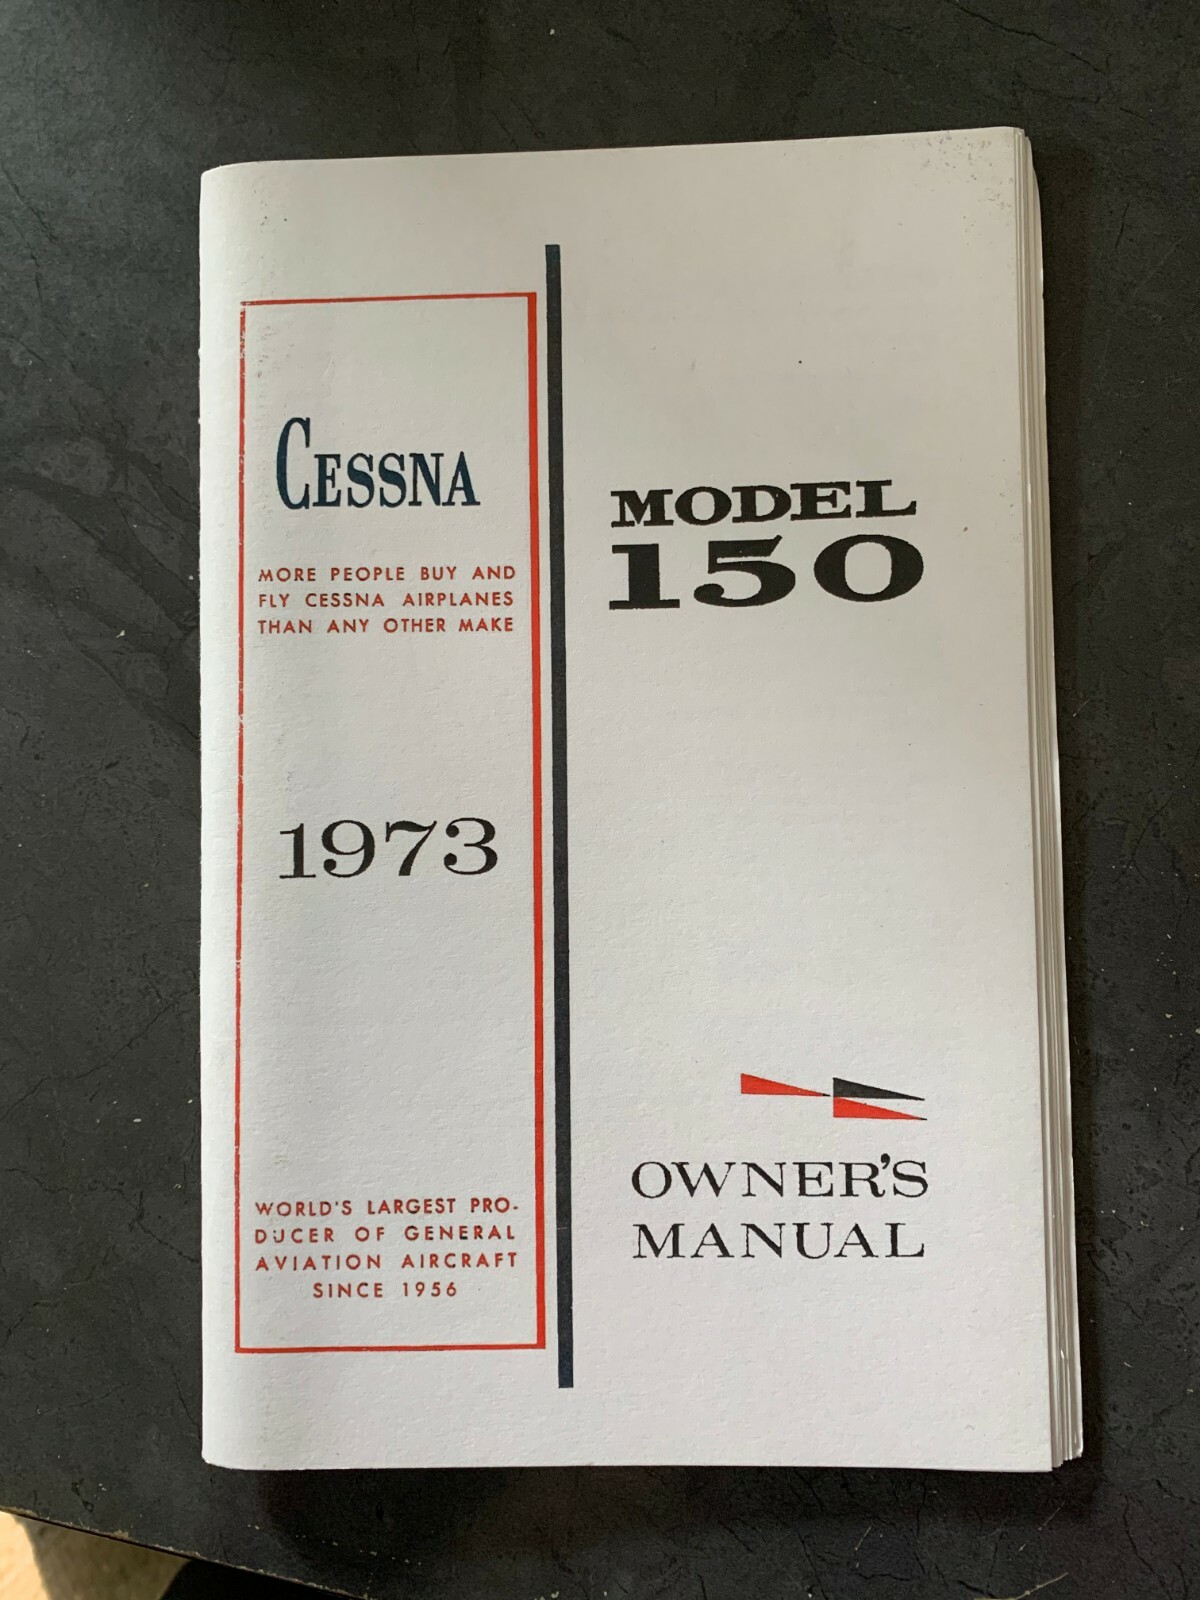 CESSNA
MORE PEOPLE BUY AND
FLY CESSNA AIRPLANES
THAN ANY OTHER MAKE
1973
WORLD'S LARGEST PRO-
DUCER OF GENERAL
AVIATION AIRCRAFT
SINCE 1956
MODEL
150
OWNER'S
MANUAL